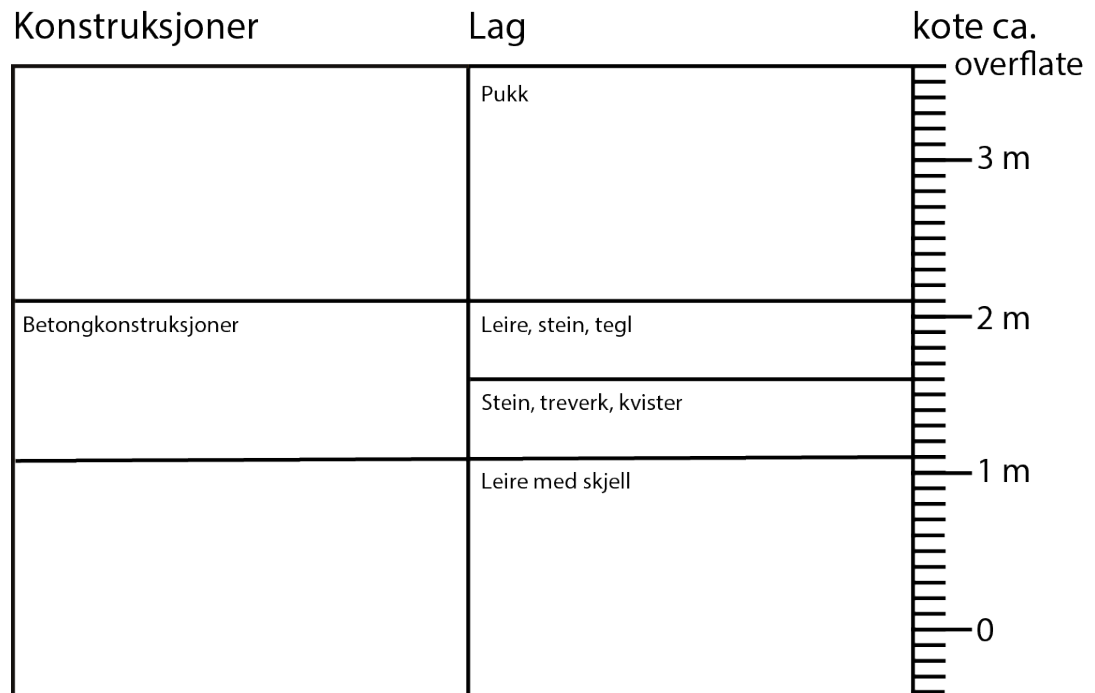 Konstruksjoner Lag kote ca.
overflate
Pukk
3 m
Betongkonstruksjoner Leire, stein, tegl 2 m
Stein, treverk, kvister
Leire med skjell 1 m
0